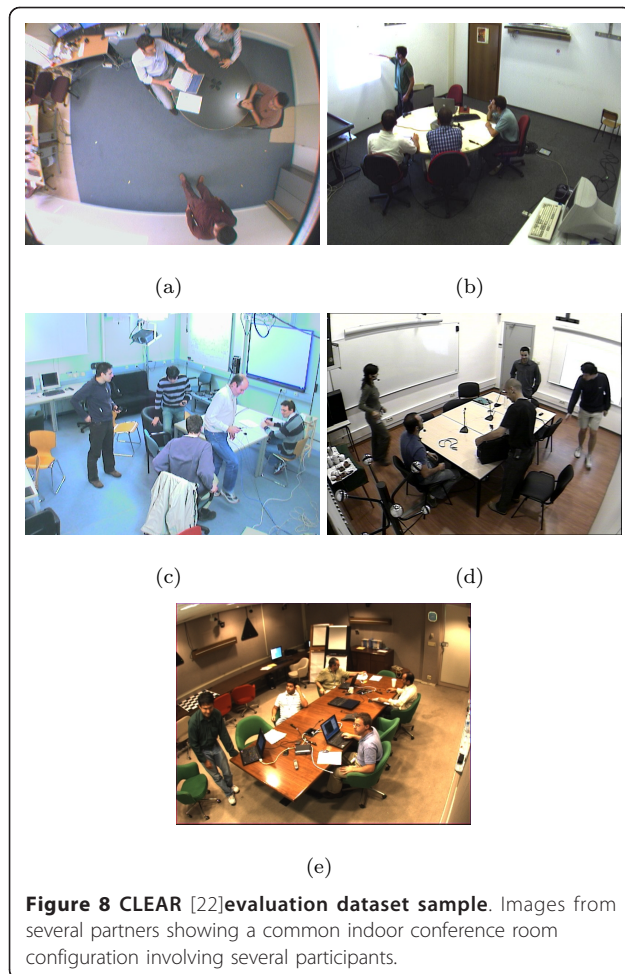 (a)
(b)
(c)
(d)
(e)
Figure 8 CLEAR [22]evaluation dataset sample. Images from
several partners showing a common indoor conference room
configuration involving several participants.